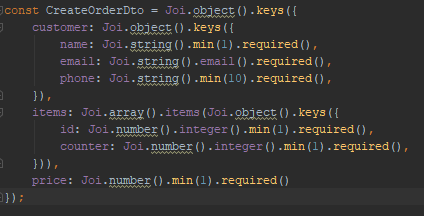 const CreateOrderDto = Joi.object().keys({
    customer: Joi.object().keys({
        name: Joi.string().min(1).required(),
        email: Joi.string().email().required(),
        phone: Joi.string().min(10).required(),
    }),
    items: Joi.array().items(Joi.object().keys({
        id: Joi.number().integer().min(1).required(),
        counter: Joi.number().integer().min(1).required(),
    })),
    price: Joi.number().min(1).required()
});